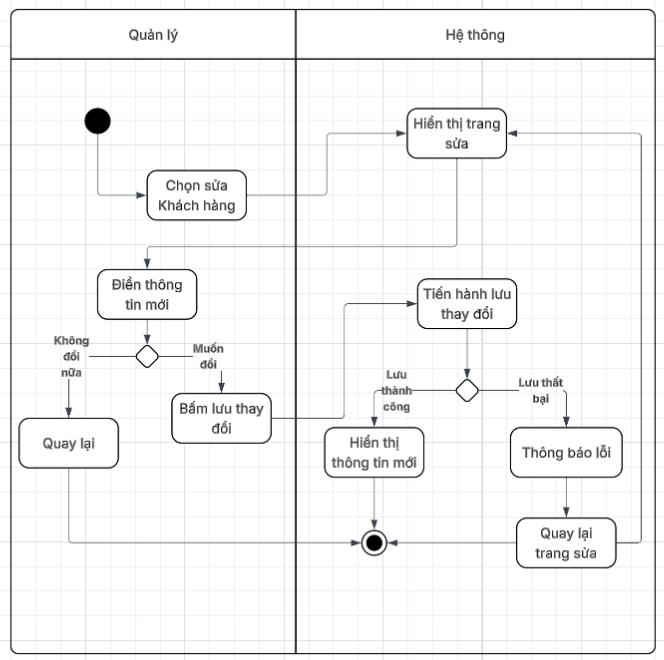 Quản lý
Hệ thống
Hiển thị trang
sửa
Chọn sửa
Khách hàng
Điền thông
tin mới
Tiến hành lưu
thay đổi
Không
đổi
nữa
Muốn
đổi
Lưu
thành
công
Lưu thất
bại
Bấm lưu thay
đổi
Quay lại
Hiển thị
thông tin mới
Thông báo lỗi
Quay lại
trang sửa